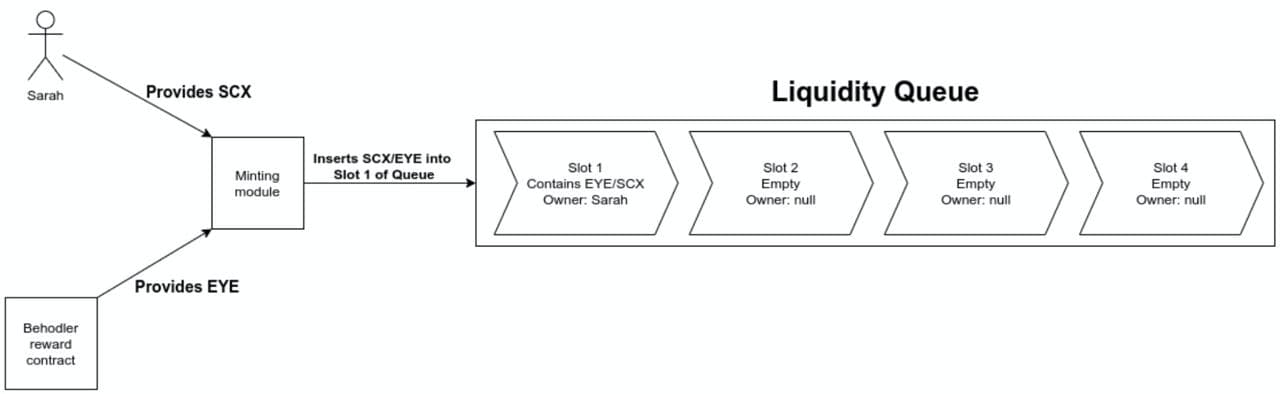 Sarah
Provides SCX
Minting
module
Provides EYE
Behodler
reward
contract
Inserts SCX/EYE into
Slot 1 of Queue
Liquidity Queue
Slot 1
Contains EYE/SCX
Owner: Sarah
Slot 2
Empty
Owner: null
Slot 3
Empty
Owner: null
Slot 4
Empty
Owner: null